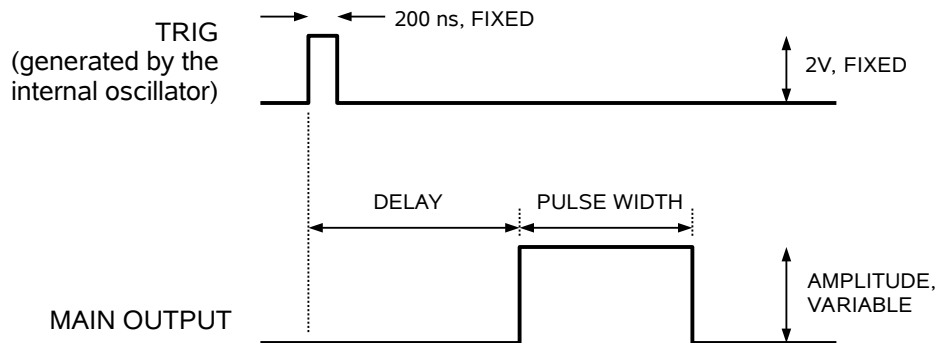 200 ns, FIXED
TRIG
(generated by the
internal oscillator)
2V, FIXED
DELAY
PULSE WIDTH
AMPLITUDE,
VARIABLE
MAIN OUTPUT